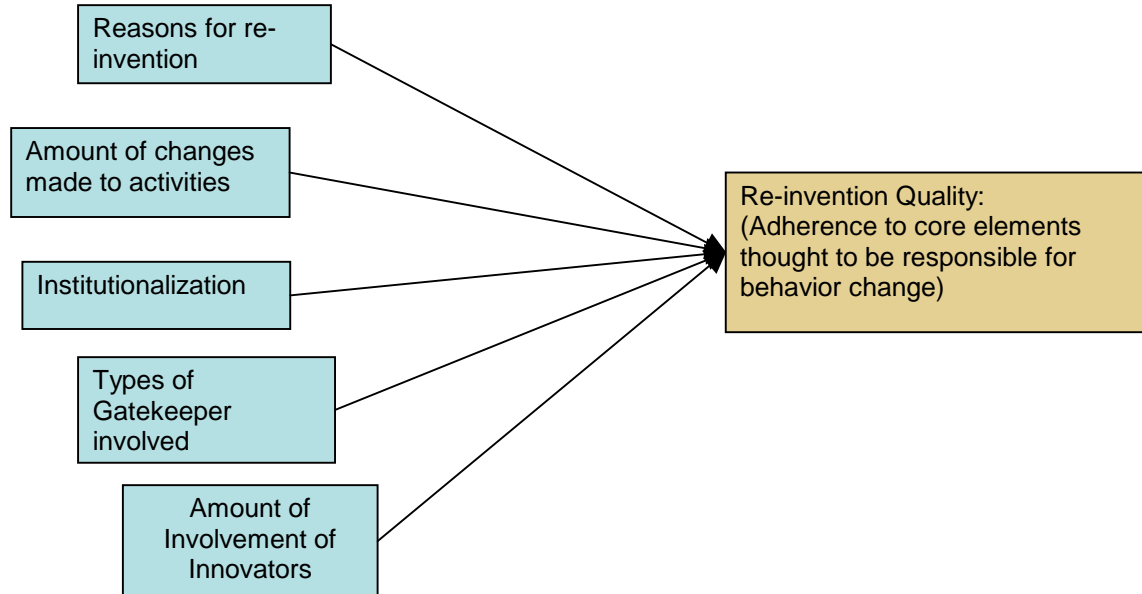 Reasons for re-
invention
Amount of changes
made to activities
Institutionalization
Types of
Gatekeeper
involved
Amount of
Involvement of
Innovators
Re-invention Quality:
(Adherence to core elements
thought to be responsible for
behavior change)